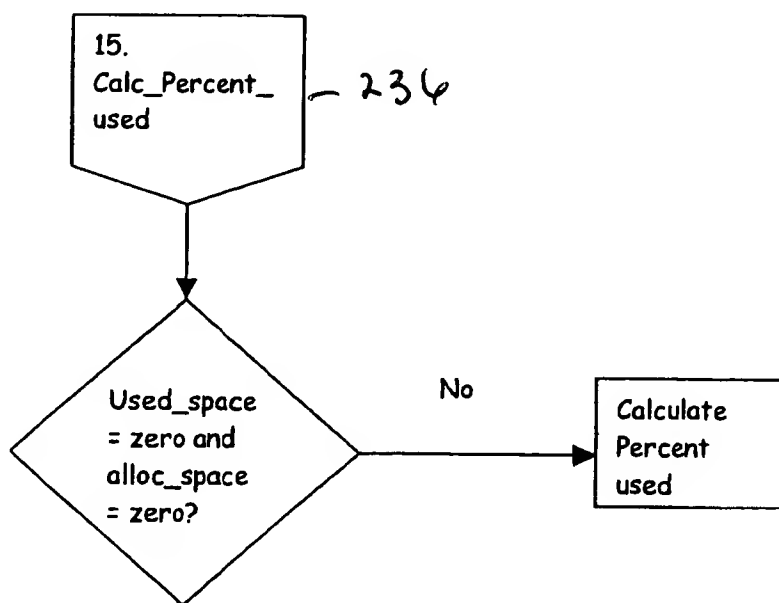 15.
Calc_Percent_
used
- 236
Used_space
= zero and
alloc_space
= zero?
No
Calculate
Percent
used